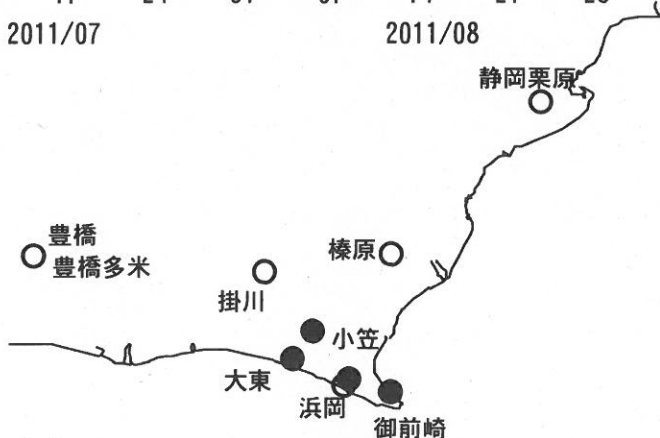 2011/07
2011/08
静岡栗原
豊橋
豊橋多米
榛原
掛川
小笠
大東
浜岡
御前崎